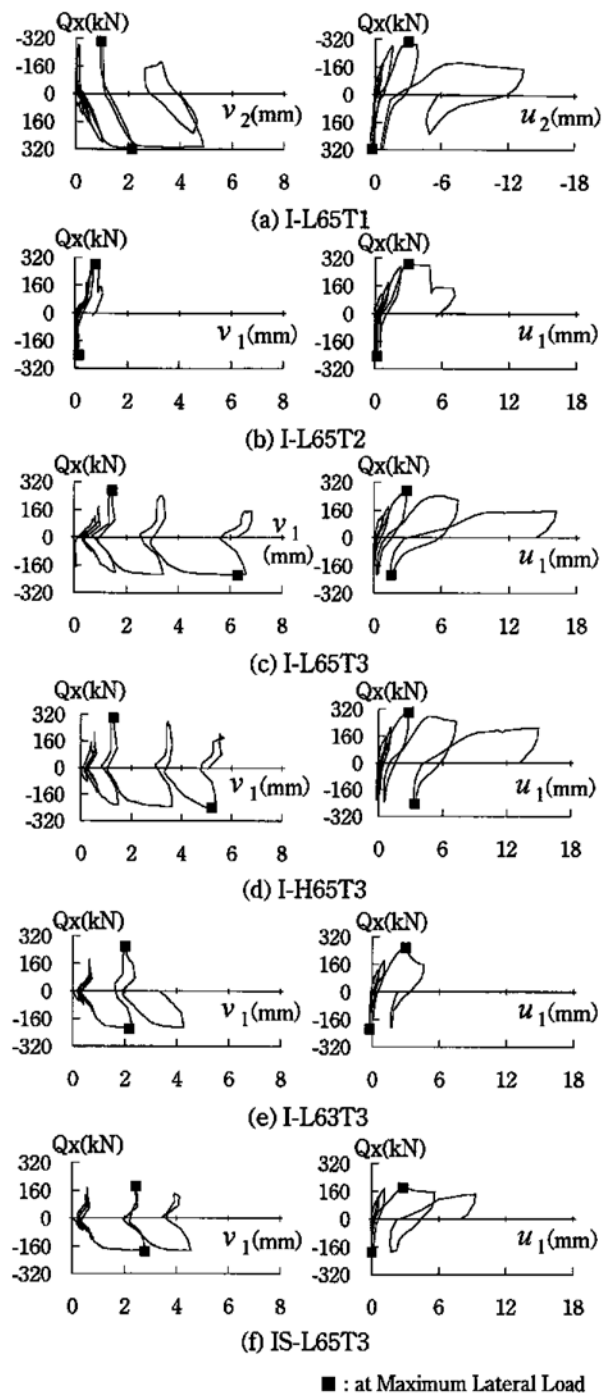 Qx(kN) Qx(kN)
-320 -320
-160 -160
0 0
160 v2(mm) 160 u2(mm)
320 320
0 2 4 6 8 0 -6 -12 -18
(a) I-L65T1
Qx(kN) Qx(kN)
320 320
160 160
0 0
-160 v1(mm) -160 u1(mm)
-320 -320
0 2 4 6 8 0 6 12 18
(b) I-L65T2
Qx(kN) Qx(kN)
320 320
160 v1 160
0 (mm) 0
-160 -160 u1(mm)
-320 -320
0 2 4 6 8 0 6 12 18
(c) I-L65T3
Qx(kN) Qx(kN)
320 320
160 160
0 0
-160 v1(mm) -160 u1(mm)
-320 -320
0 2 4 6 8 0 6 12 18
(d) I-H65T3
Qx(kN) Qx(kN)
320 320
160 160
0 0
-160 v1(mm) -160 u1(mm)
-320 -320
0 2 4 6 8 0 6 12 18
(e) I-L63T3
Qx(kN) Qx(kN)
320 320
160 160
0 0
-160 v1(mm) -160 u1(mm)
-320 -320
0 2 4 6 8 0 6 12 18
(f) IS-L65T3
■ : at Maximum Lateral Load